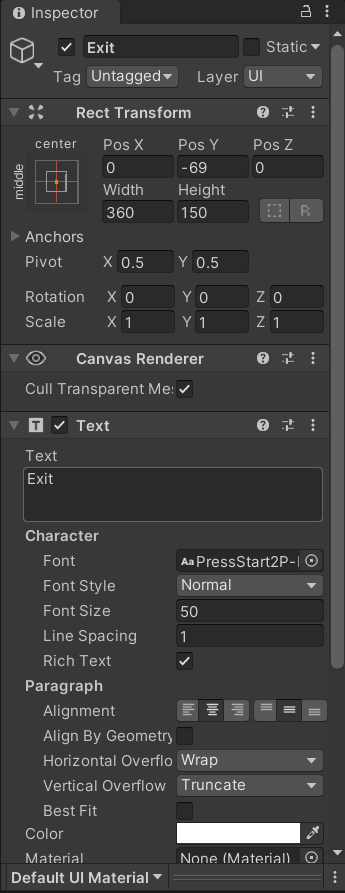 Inspector
Exit
Static
Tag Untagged Layer UI
Rect Transform
center
middle
Pos X Pos Y Pos Z
0 -69 0
Width Height
360 150
R
Anchors
Pivot X 0.5 Y 0.5
Rotation X 0 Y 0 Z 0
Scale X 1 Y 1 Z 1
Canvas Renderer
Cull Transparent Me
Text
Text
Exit
Character
Font Aa PressStart2P-
Font Style Normal
Font Size 50
Line Spacing 1
Rich Text
Paragraph
Alignment
Align By Geometry
Horizontal Overflo Wrap
Vertical Overflow Truncate
Best Fit
Color
Material None (Material)
Default UI Material